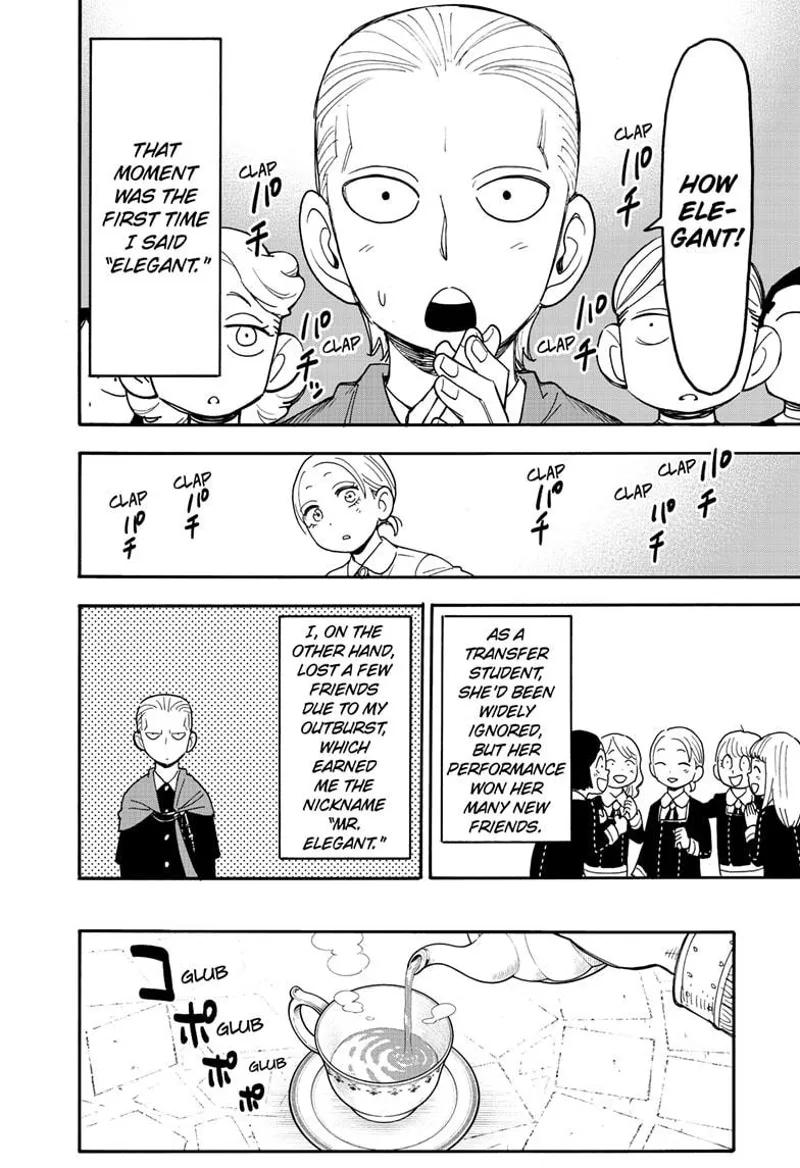 HOW
ELE-
GANT!
CLAP
パチ
CLAP
パチ
CLAP
パチ
CLAP
パチッ
THAT
MOMENT
WAS THE
FIRST TIME
I SAID
"ELEGANT."
CLAP
パチ
CLAP
パチ
CLAP
パチ
CLAP
パチ
CLAP
パチ
AS A
TRANSFER
STUDENT,
SHE'D BEEN
WIDELY
IGNORED,
BUT HER
PERFORMANCE
WON HER
MANY NEW
FRIENDS.
I, ON THE
OTHER HAND,
LOST A FEW
FRIENDS
DUE TO MY
OUTBURST,
WHICH
EARNED
ME THE
NICKNAME
"MR.
ELEGANT."
コポポポ
GLUB
GLUB
GLUB